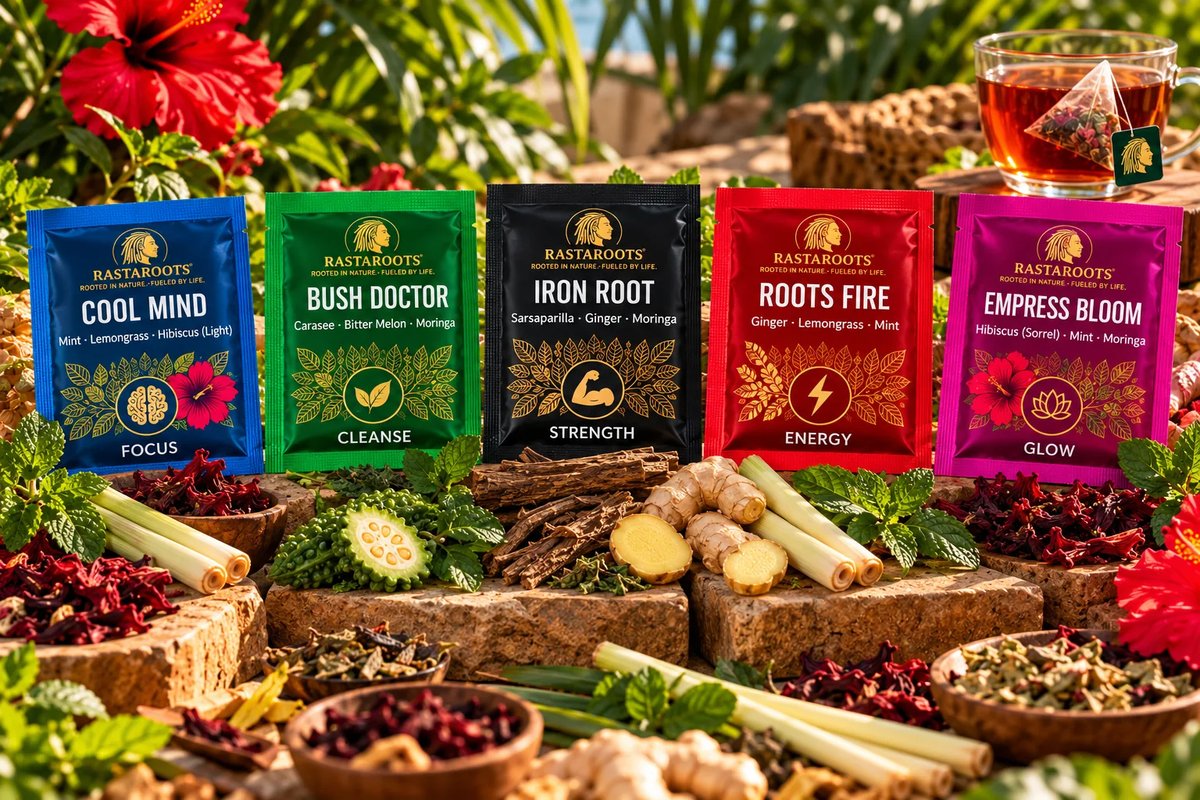 RASTAROOTS®
ROOTED IN NATURE. • FUELED BY LIFE.
COOL MIND
Mint • Lemongrass • Hibiscus (Light)
FOCUS
RASTAROOTS®
ROOTED IN NATURE. • FUELED BY LIFE.
BUSH DOCTOR
Carasee • Bitter Melon • Moringa
CLEANSE
RASTAROOTS®
ROOTED IN NATURE. • FUELED BY LIFE.
IRON ROOT
Sarsaparilla • Ginger • Moringa
STRENGTH
RASTAROOTS®
ROOTED IN NATURE. • FUELED BY LIFE.
ROOTS FIRE
Ginger • Lemongrass • Mint
ENERGY
RASTAROOTS®
ROOTED IN NATURE. • FUELED BY LIFE.
EMPRESS BLOOM
Hibiscus (Sorrel) • Mint • Moringa
GLOW